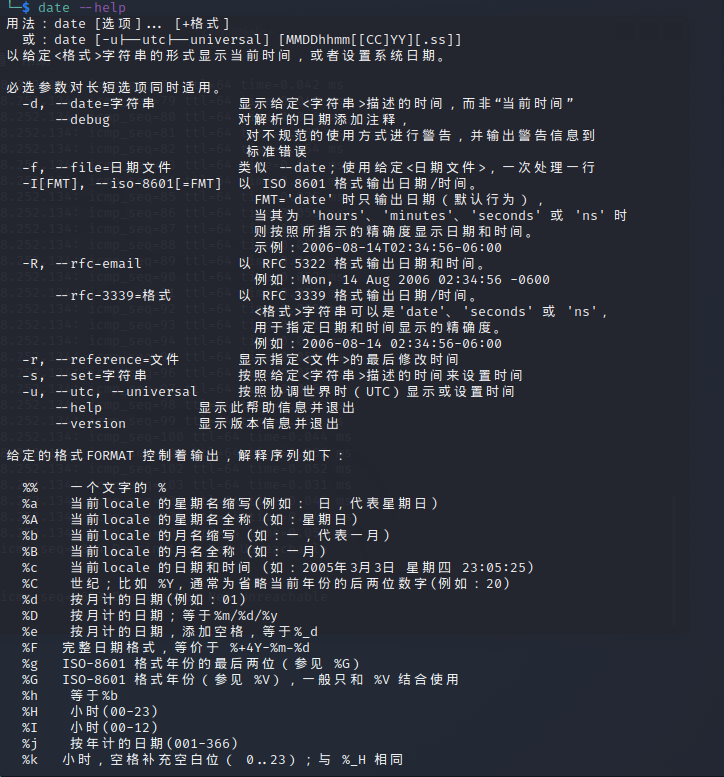 └─$ date --help
用法：date [选项]... [+格式]
或：date [-u|--utc|--universal] [MMDDhhmm[[CC]YY][.ss]]
以给定<格式>字符串的形式显示当前时间，或者设置系统日期。
必选参数对长短选项同时适用。
-d, --date=字符串 显示给定<字符串>描述的时间，而非“当前时间”
--debug 对解析的日期添加注释，
对不规范的使用方式进行警告，并输出警告信息到
标准错误
-f, --file=日期文件 类似 --date；使用给定<日期文件>，一次处理一行
-I[FMT], --iso-8601[=FMT] 以 ISO 8601 格式输出日期/时间。
FMT='date' 时只输出日期（默认行为），
当其为 'hours'、'minutes'、'seconds' 或 'ns' 时
则按照所指示的精确度显示日期和时间。
示例：2006-08-14T02:34:56-06:00
-R, --rfc-email 以 RFC 5322 格式输出日期和时间。
例如：Mon, 14 Aug 2006 02:34:56 -0600
--rfc-3339=格式 以 RFC 3339 格式输出日期/时间。
<格式>字符串可以是'date'、'seconds' 或 'ns'，
用于指定日期和时间显示的精确度。
例如：2006-08-14 02:34:56-06:00
-r, --reference=文件 显示指定<文件>的最后修改时间
-s, --set=字符串 按照给定<字符串>描述的时间来设置时间
-u, --utc, --universal 按照协调世界时（UTC）显示或设置时间
--help 显示此帮助信息并退出
--version 显示版本信息并退出
给定的格式FORMAT 控制着输出，解释序列如下：
%% 一个文字的 %
%a 当前locale 的星期名缩写(例如： 日，代表星期日)
%A 当前locale 的星期名全称 (如：星期日)
%b 当前locale 的月名缩写 (如：一，代表一月)
%B 当前locale 的月名全称 (如：一月)
%c 当前locale 的日期和时间 (如：2005年3月3日 星期四 23:05:25)
%C 世纪；比如 %Y，通常为省略当前年份的后两位数字(例如：20)
%d 按月计的日期(例如：01)
%D 按月计的日期；等于%m/%d/%y
%e 按月计的日期，添加空格，等于%_d
%F 完整日期格式，等价于 %+4Y-%m-%d
%g ISO-8601 格式年份的最后两位（参见 %G）
%G ISO-8601 格式年份（参见 %V），一般只和 %V 结合使用
%h 等于%b
%H 小时(00-23)
%I 小时(00-12)
%j 按年计的日期(001-366)
%k 小时，空格补充空白位（ 0..23）；与 %_H 相同